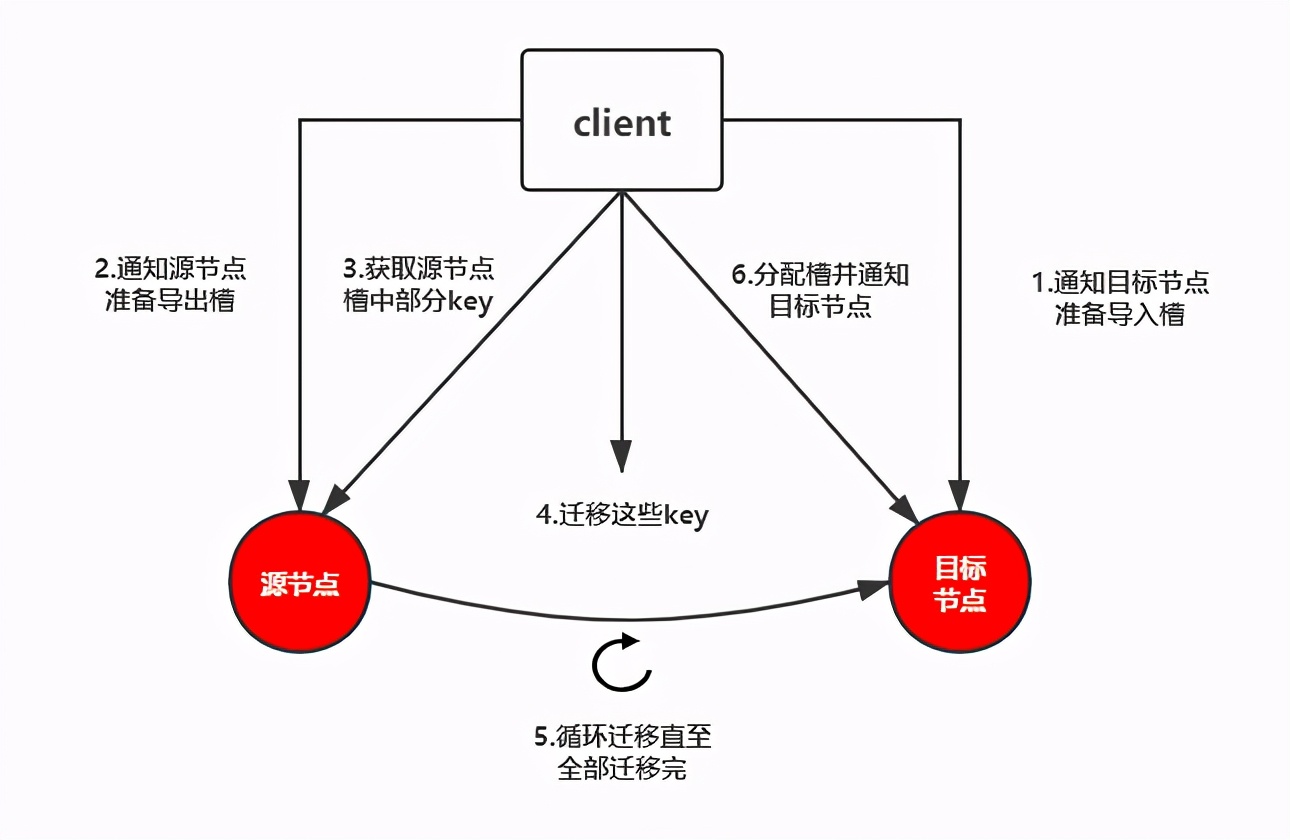 client
2.通知源节点
准备导出槽
3.获取源节点
槽中部分key
6.分配槽并通知
目标节点
1.通知目标节点
准备导入槽
4.迁移这些key
源节点
目标
节点
5.循环迁移直至
全部迁移完